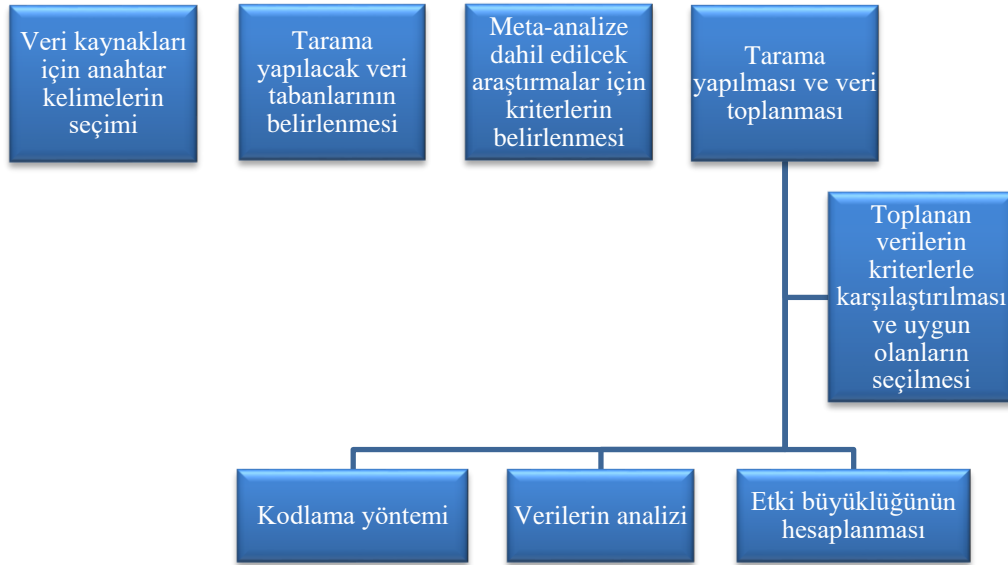 Veri kaynakları
için anahtar
kelimelerin
seçimi
Tarama
yapılacak veri
tabanlarının
belirlenmesi
Meta-analize
dahil edilcek
araştırmalar için
kriterlerin
belirlenmesi
Tarama
yapılması ve veri
toplanması
Toplanan
verilerin
kriterlerle
karşılaştırılması
ve uygun
olanların
seçilmesi
Kodlama yöntemi
Verilerin analizi
Etki büyüklüğünün
hesaplanması